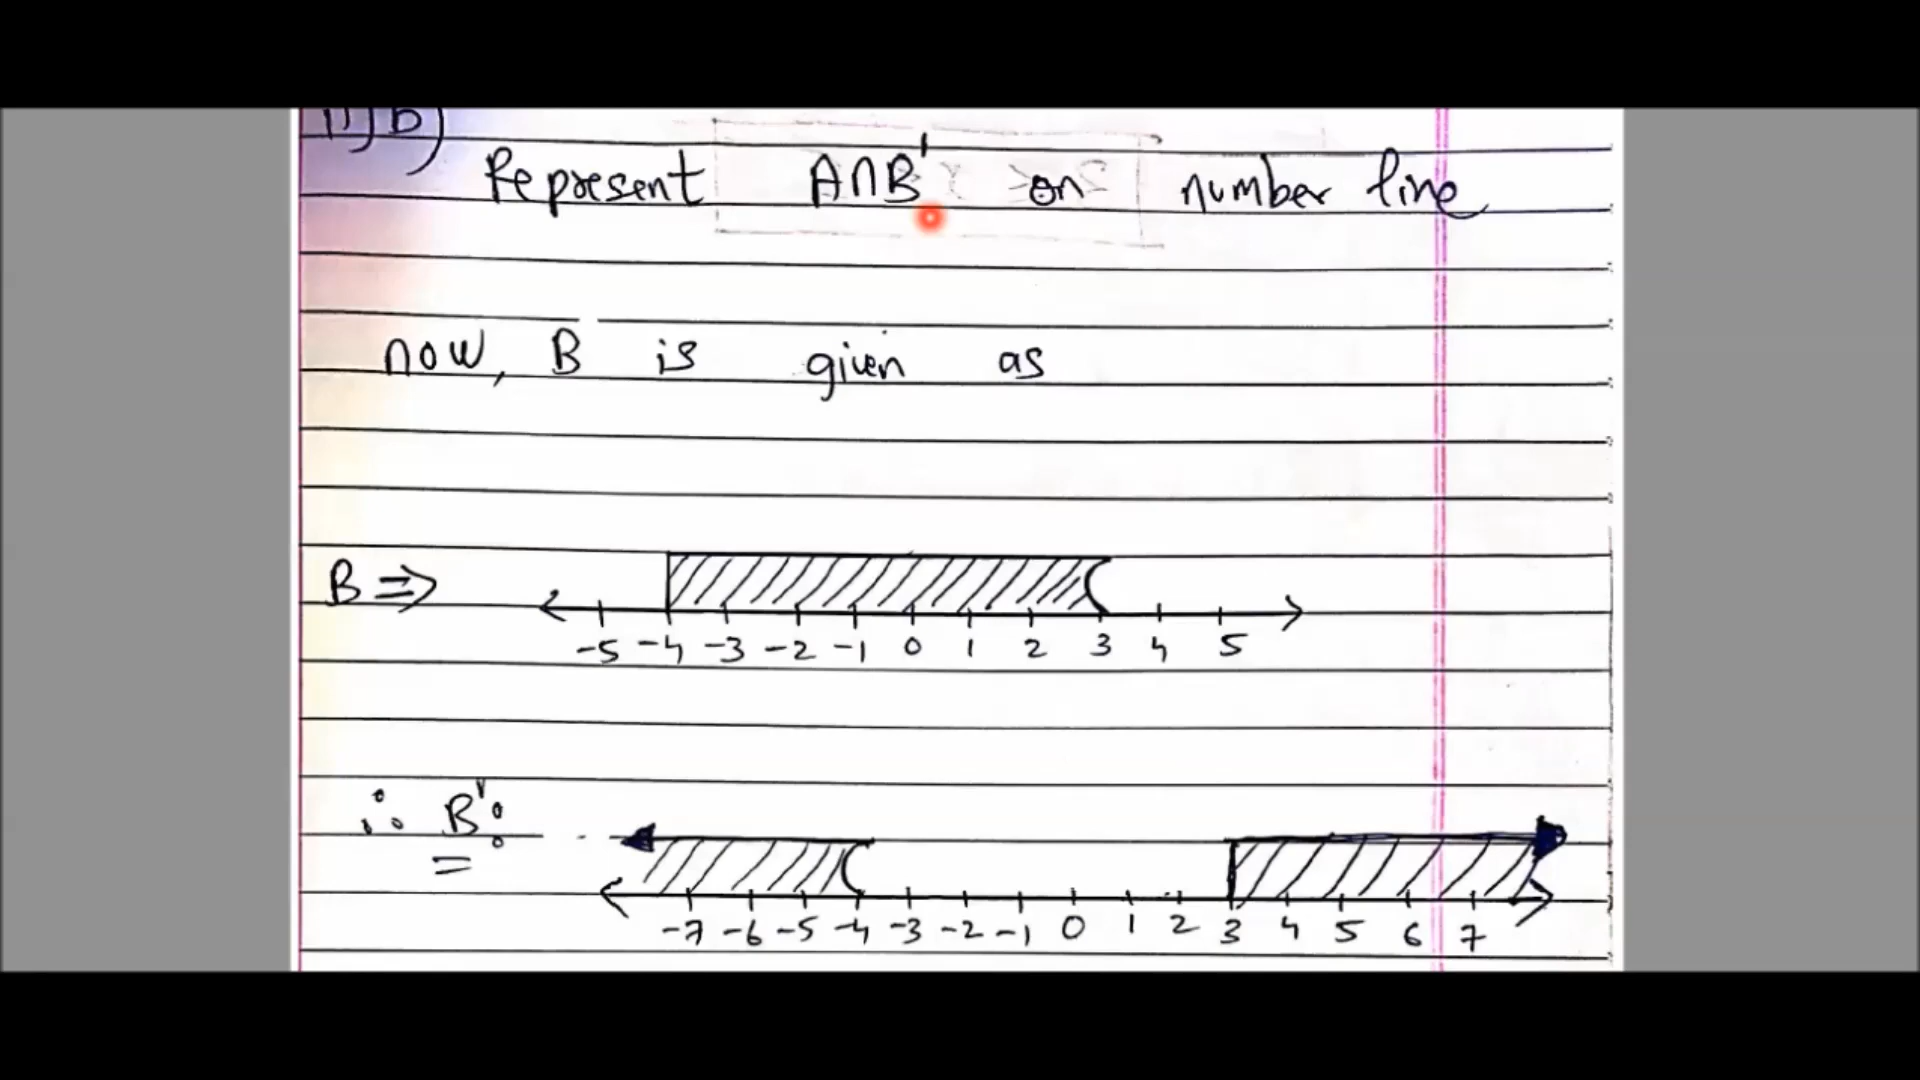 11) b)
Represent A∩B' on number line
now, B is given as
B ⇒
-5 -4 -3 -2 -1 0 1 2 3 4 5
∴ B':
=
-7 -6 -5 -4 -3 -2 -1 0 1 2 3 4 5 6 7